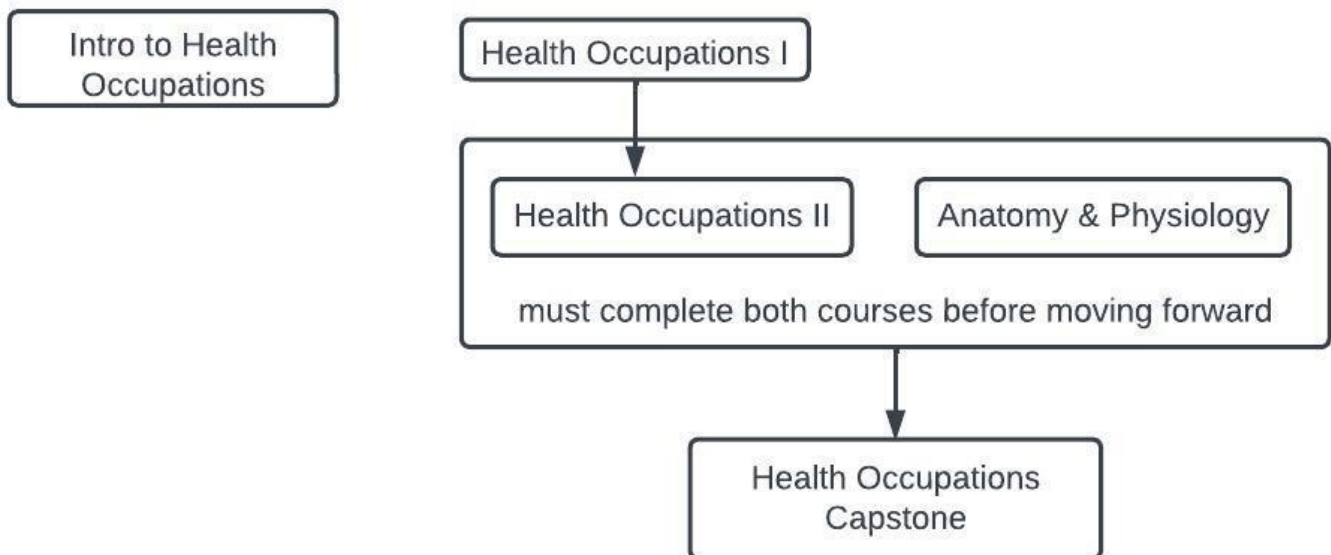 Intro to Health
Occupations
Health Occupations I
Health Occupations II
Anatomy & Physiology
must complete both courses before moving forward
Health Occupations
Capstone